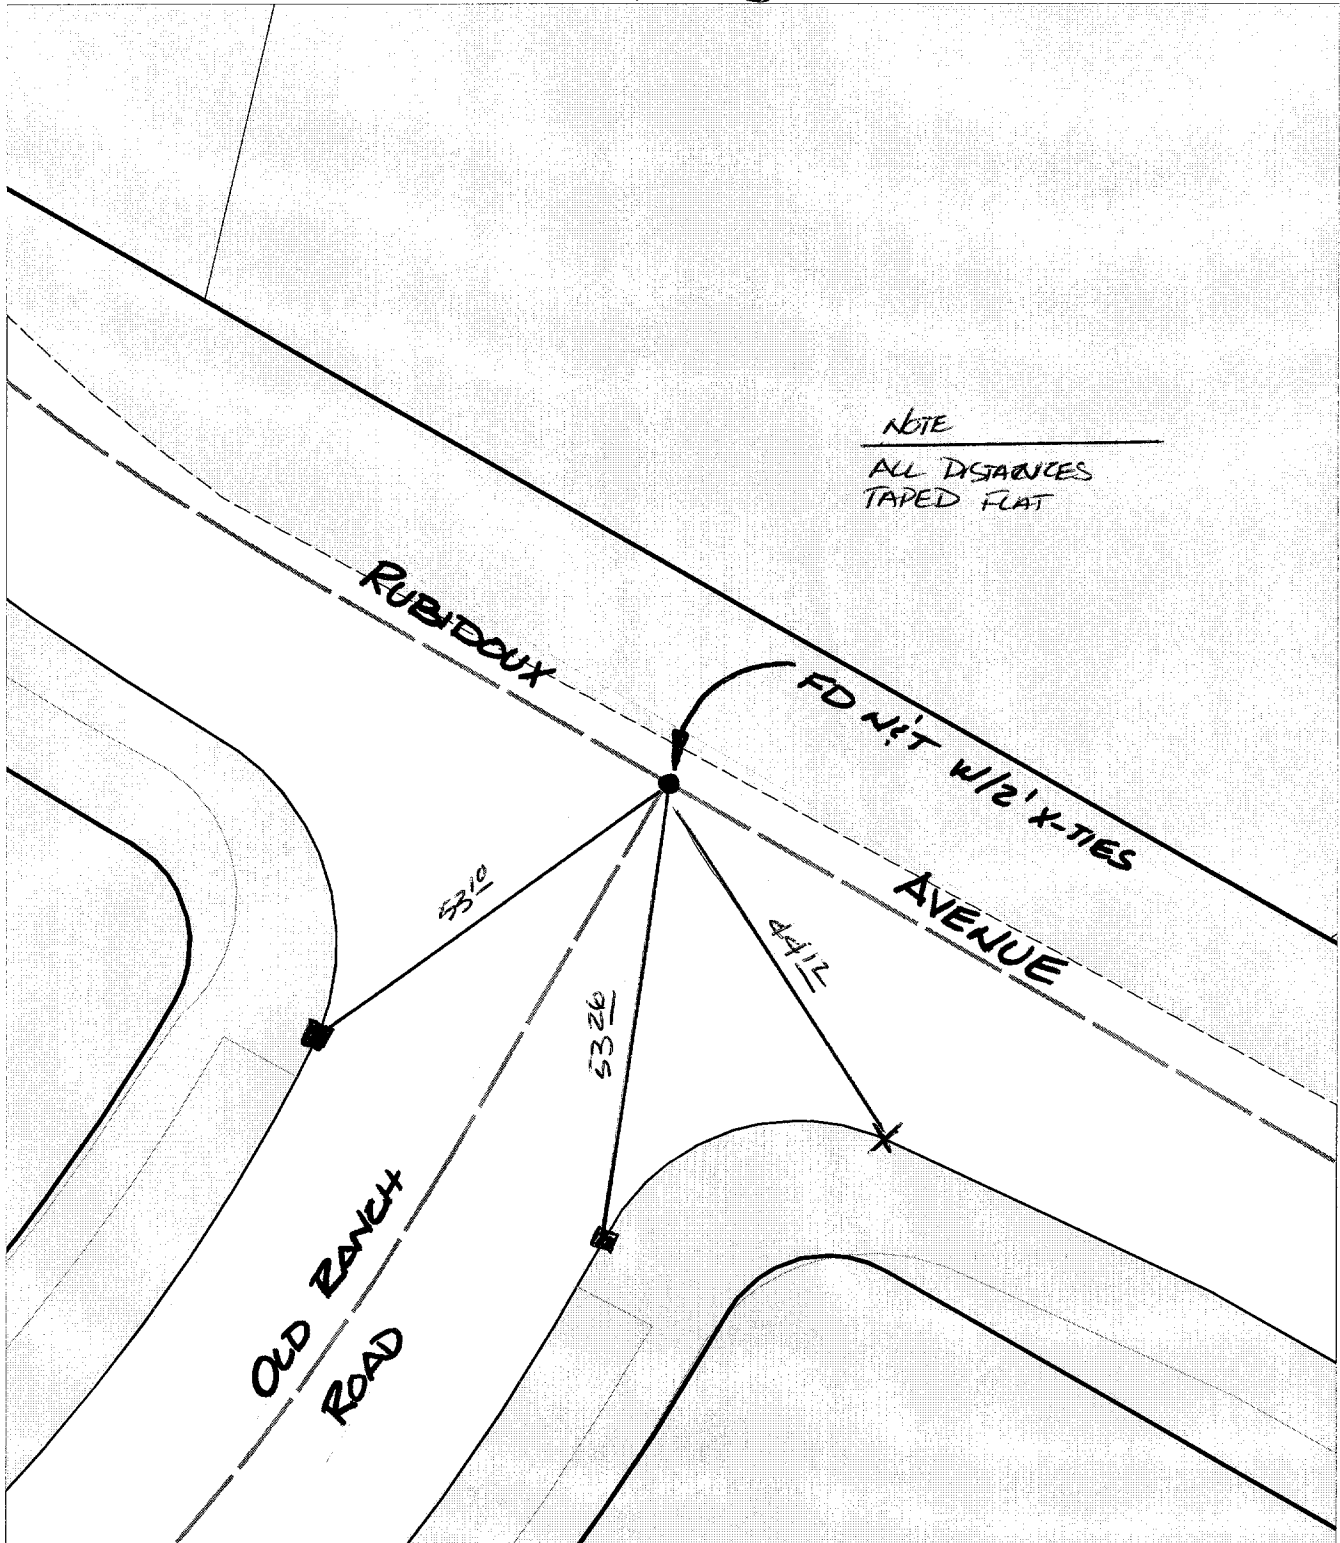 NOTE
ALL DISTANCES
TAPED FLAT
RUBIDOUX
FD N&T W/2' X-TIES
AVENUE
53 10
44 12
53 26
OLD RANCH
ROAD